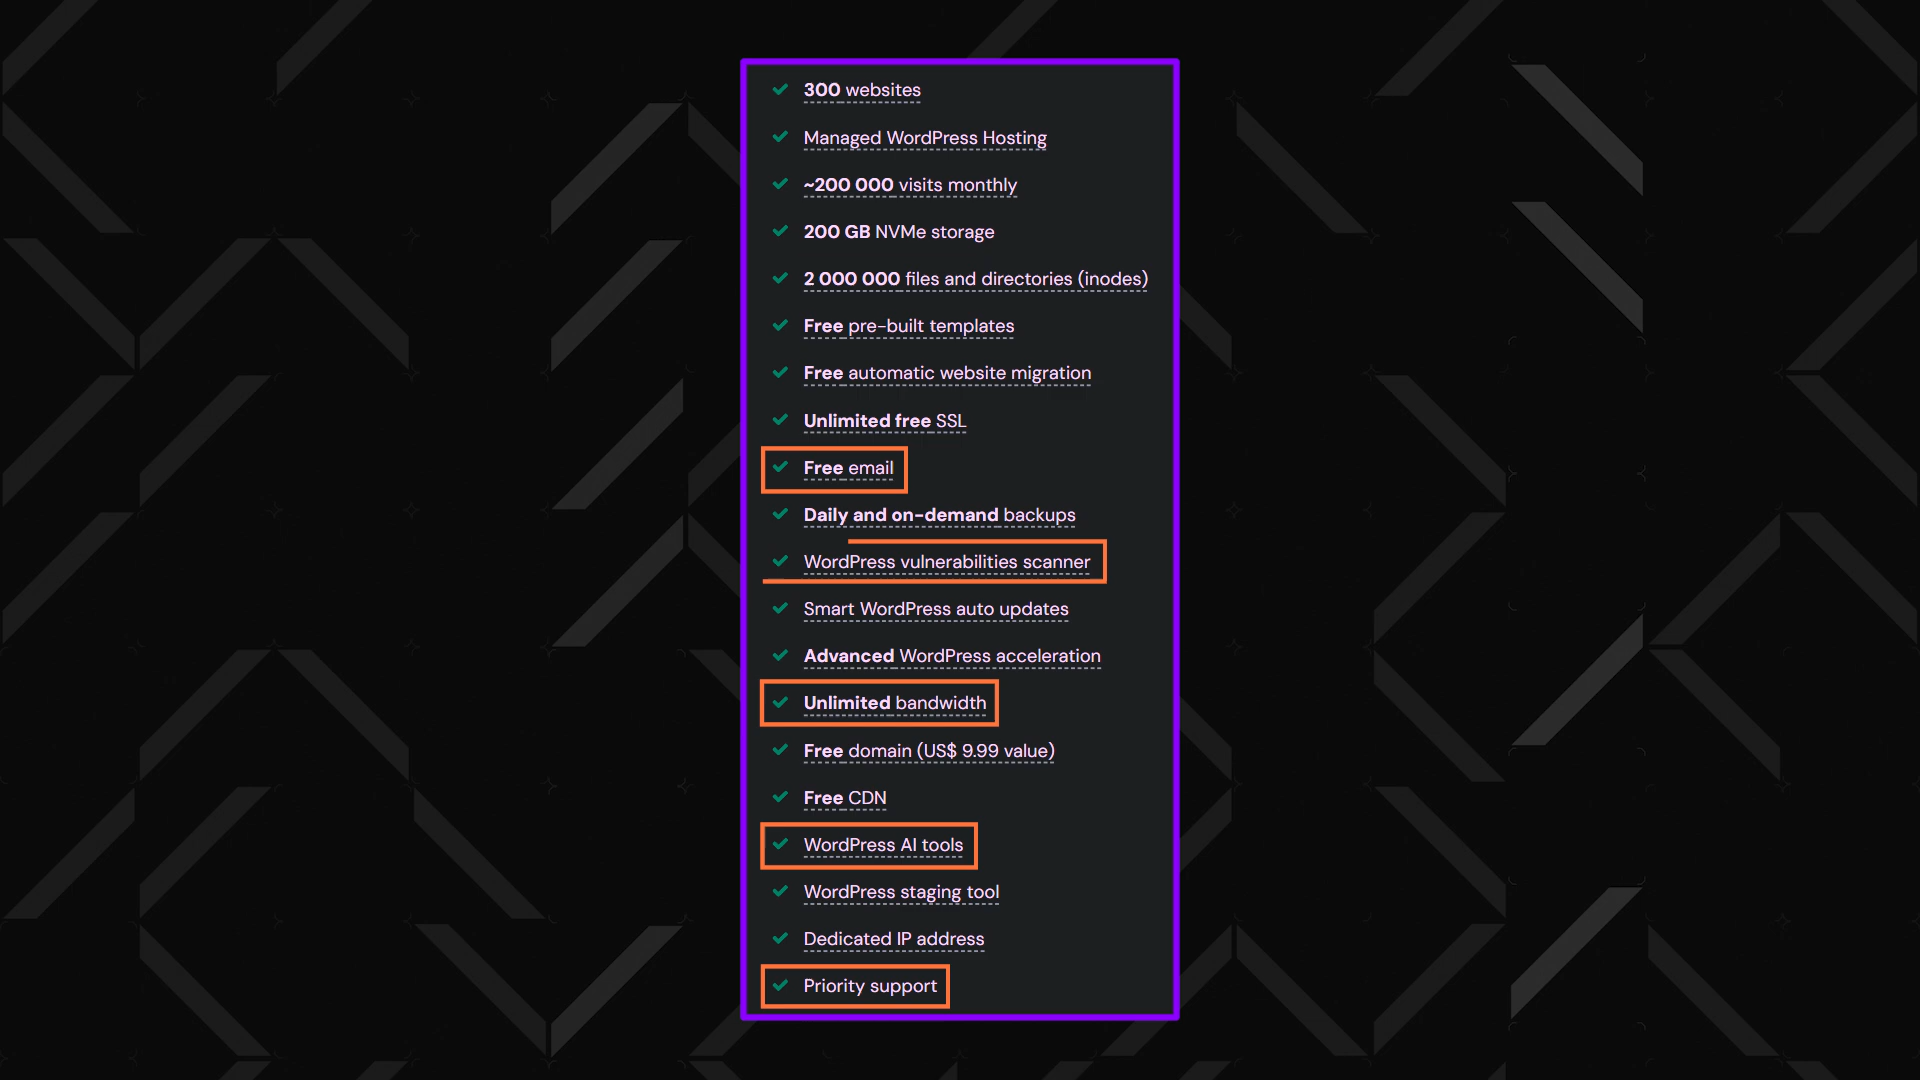 300 websites
Managed WordPress Hosting
~200 000 visits monthly
200 GB NVMe storage
2 000 000 files and directories (inodes)
Free pre-built templates
Free automatic website migration
Unlimited free SSL
Free email
Daily and on-demand backups
WordPress vulnerabilities scanner
Smart WordPress auto updates
Advanced WordPress acceleration
Unlimited bandwidth
Free domain (US$ 9.99 value)
Free CDN
WordPress AI tools
WordPress staging tool
Dedicated IP address
Priority support